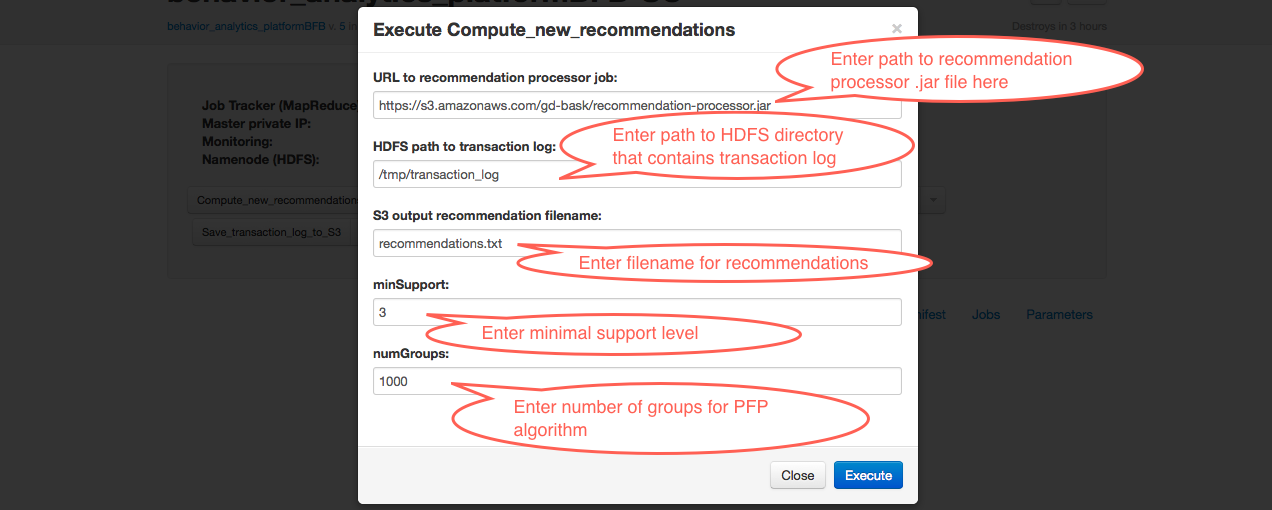 behavior_analytics_platformBFB
behavior_analytics_platformBFB v. 5 in
Destroys in 3 hours
Execute Compute_new_recommendations
×
URL to recommendation processor job:
https://s3.amazonaws.com/gd-bask/recommendation-processor.jar
Enter path to recommendation
processor .jar file here
Job Tracker (MapReduce
Master private IP:
Monitoring:
Namenode (HDFS):
HDFS path to transaction log:
/tmp/transaction_log
Enter path to HDFS directory
that contains transaction log
Compute_new_recommendations
Save_transaction_log_to_S3
S3 output recommendation filename:
recommendations.txt
Enter filename for recommendations
minSupport:
3
Enter minimal support level
nifest
Jobs
Parameters
numGroups:
1000
Enter number of groups for PFP
algorithm
Close
Execute